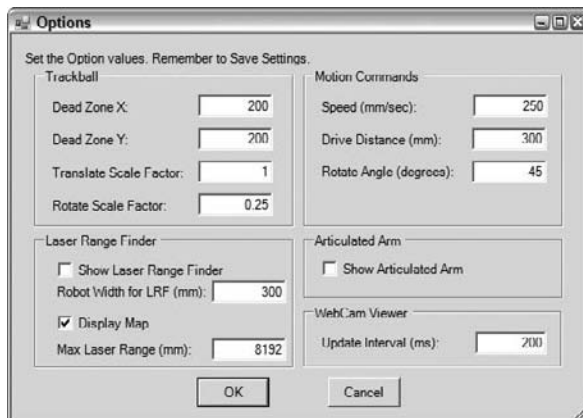 Options
Set the Option values. Remember to Save Settings.
Trackball
Dead Zone X: 200
Dead Zone Y: 200
Translate Scale Factor: 1
Rotate Scale Factor: 0.25
Motion Commands
Speed (mm/sec): 250
Drive Distance (mm): 300
Rotate Angle (degrees): 45
Laser Range Finder
Show Laser Range Finder
Robot Width for LRF (mm): 300
Display Map
Max Laser Range (mm): 8192
Articulated Arm
Show Articulated Arm
WebCam Viewer
Update Interval (ms): 200
OK
Cancel